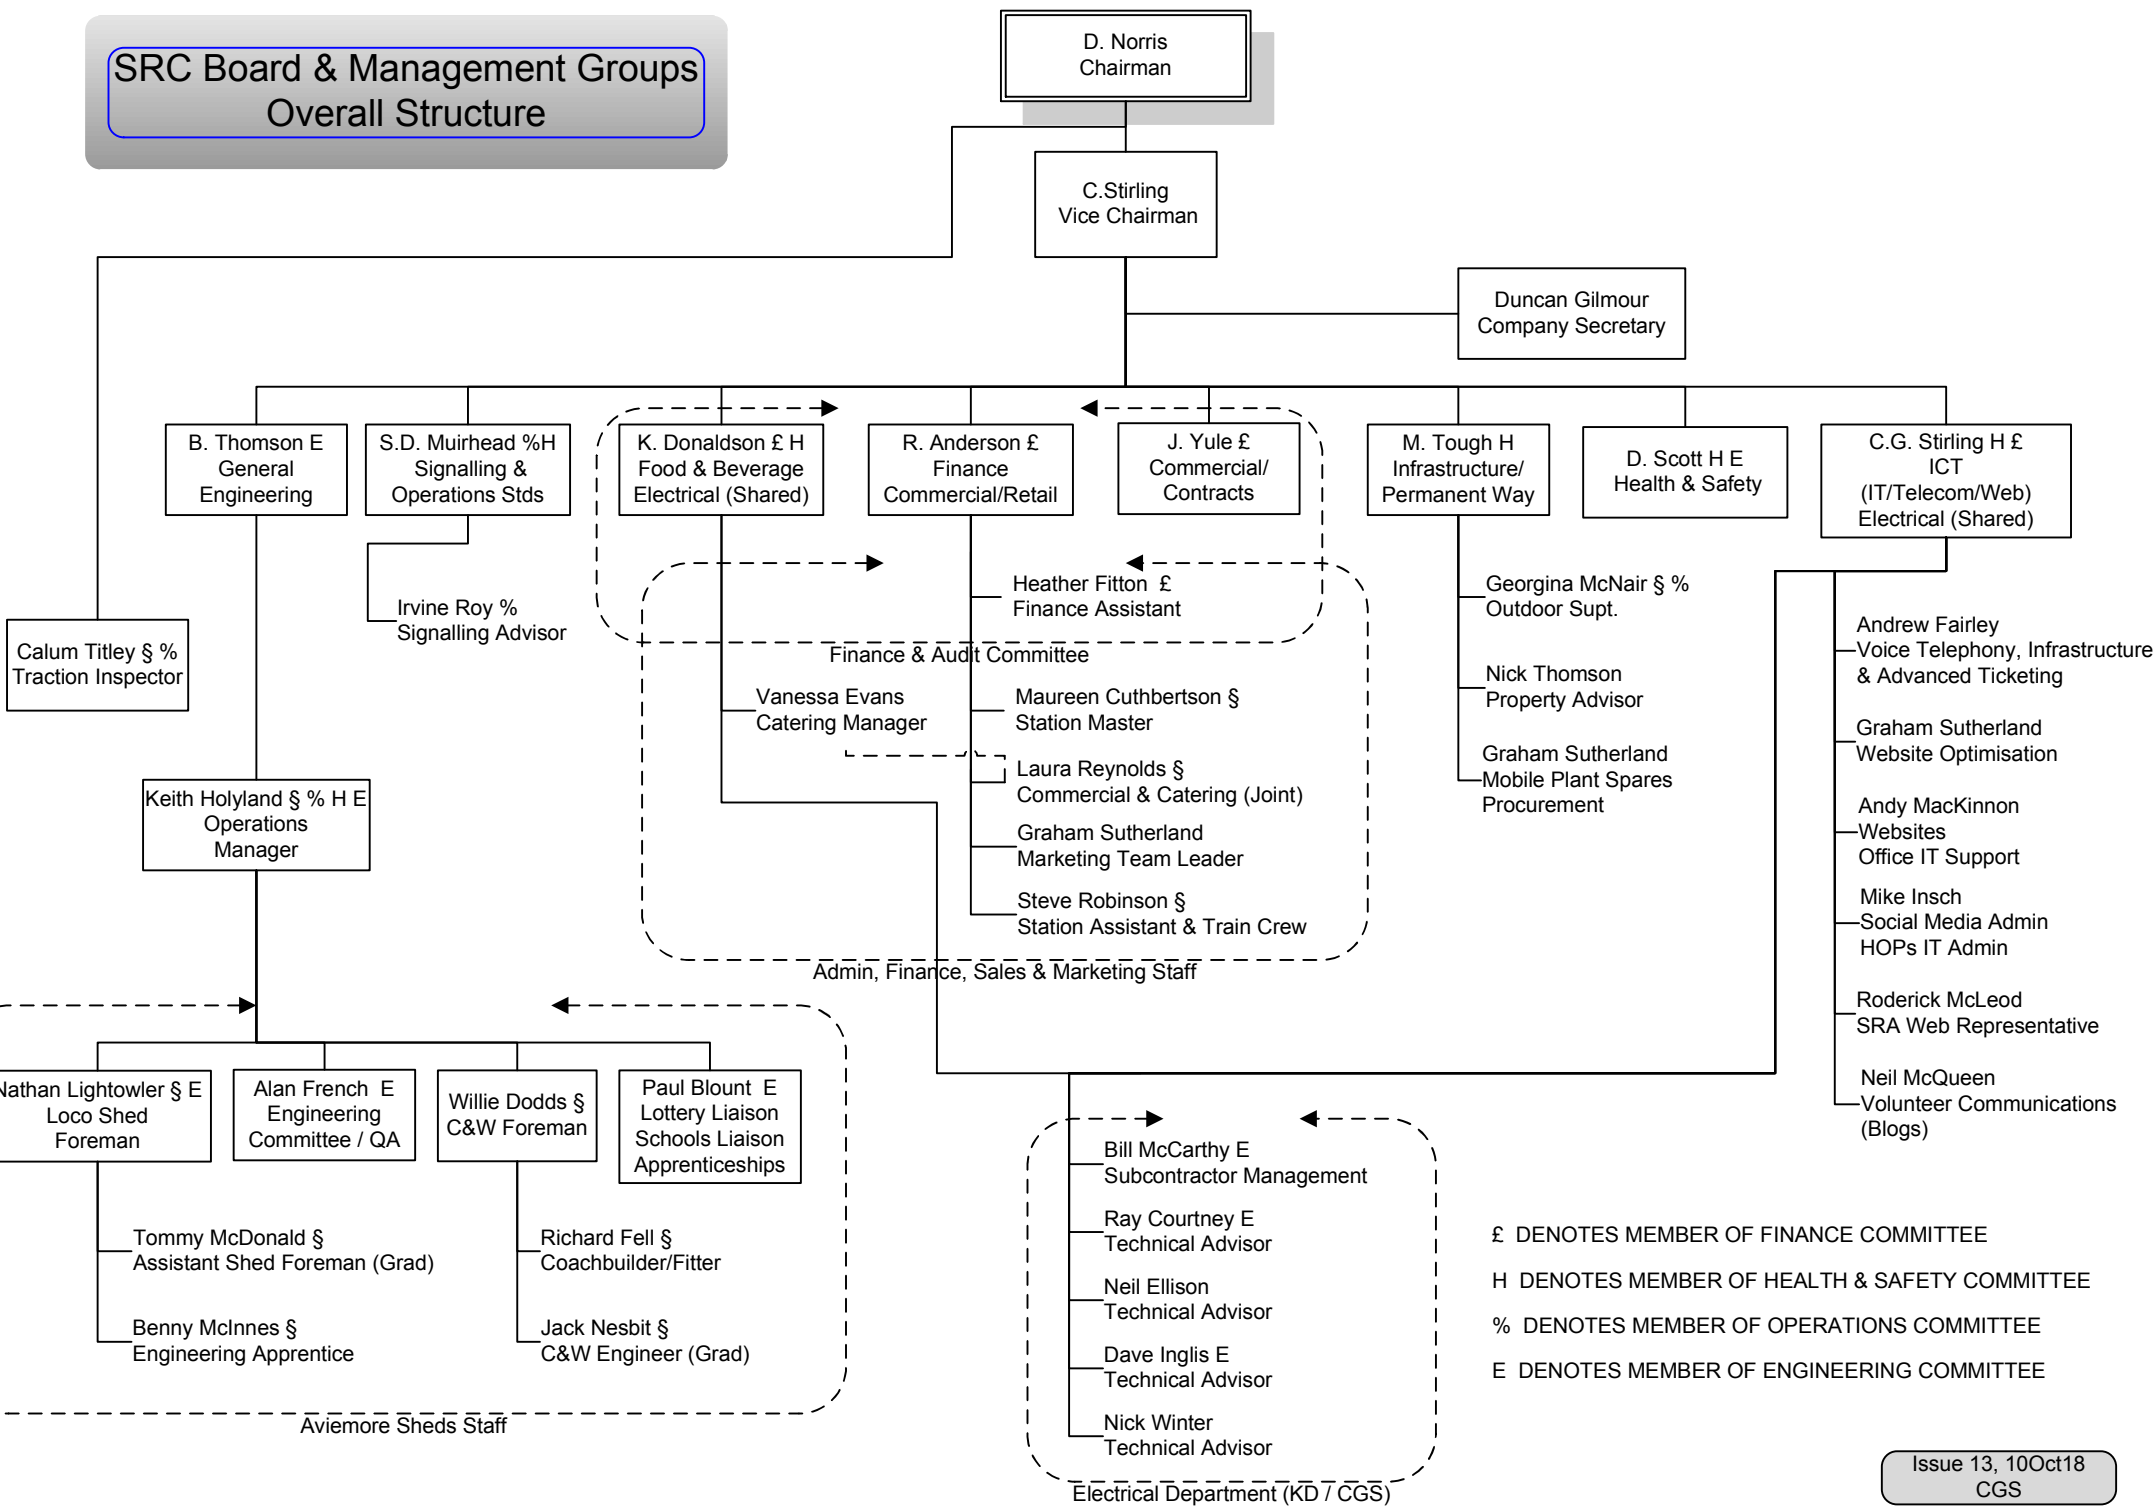 SRC Board & Management Groups
Overall Structure
D. Norris
Chairman
C.Stirling
Vice Chairman
Duncan Gilmour
Company Secretary
B. Thomson E
General
Engineering
S.D. Muirhead %H
Signalling &
Operations Stds
K. Donaldson £ H
Food & Beverage
Electrical (Shared)
R. Anderson £
Finance
Commercial/Retail
J. Yule £
Commercial/
Contracts
M. Tough H
Infrastructure/
Permanent Way
D. Scott H E
Health & Safety
C.G. Stirling H £
ICT
(IT/Telecom/Web)
Electrical (Shared)
Calum Titley § %
Traction Inspector
Irvine Roy %
Signalling Advisor
Heather Fitton £
Finance Assistant
Finance & Audit Committee
Vanessa Evans
Catering Manager
Maureen Cuthbertson §
Station Master
Laura Reynolds §
Commercial & Catering (Joint)
Graham Sutherland
Marketing Team Leader
Steve Robinson §
Station Assistant & Train Crew
Admin, Finance, Sales & Marketing Staff
Georgina McNair § %
Outdoor Supt.
Nick Thomson
Property Advisor
Graham Sutherland
Mobile Plant Spares
Procurement
Andrew Fairley
Voice Telephony, Infrastructure
& Advanced Ticketing
Graham Sutherland
Website Optimisation
Andy MacKinnon
Websites
Office IT Support
Mike Insch
Social Media Admin
HOPs IT Admin
Roderick McLeod
SRA Web Representative
Neil McQueen
Volunteer Communications
(Blogs)
Keith Holyland § % H E
Operations
Manager
Nathan Lightowler § E
Loco Shed
Foreman
Alan French E
Engineering
Committee / QA
Willie Dodds §
C&W Foreman
Paul Blount E
Lottery Liaison
Schools Liaison
Apprenticeships
Tommy McDonald §
Assistant Shed Foreman (Grad)
Benny McInnes §
Engineering Apprentice
Richard Fell §
Coachbuilder/Fitter
Jack Nesbit §
C&W Engineer (Grad)
Aviemore Sheds Staff
Bill McCarthy E
Subcontractor Management
Ray Courtney E
Technical Advisor
Neil Ellison
Technical Advisor
Dave Inglis E
Technical Advisor
Nick Winter
Technical Advisor
Electrical Department (KD / CGS)
£ DENOTES MEMBER OF FINANCE COMMITTEE
H DENOTES MEMBER OF HEALTH & SAFETY COMMITTEE
% DENOTES MEMBER OF OPERATIONS COMMITTEE
E DENOTES MEMBER OF ENGINEERING COMMITTEE
Issue 13, 10Oct18
CGS